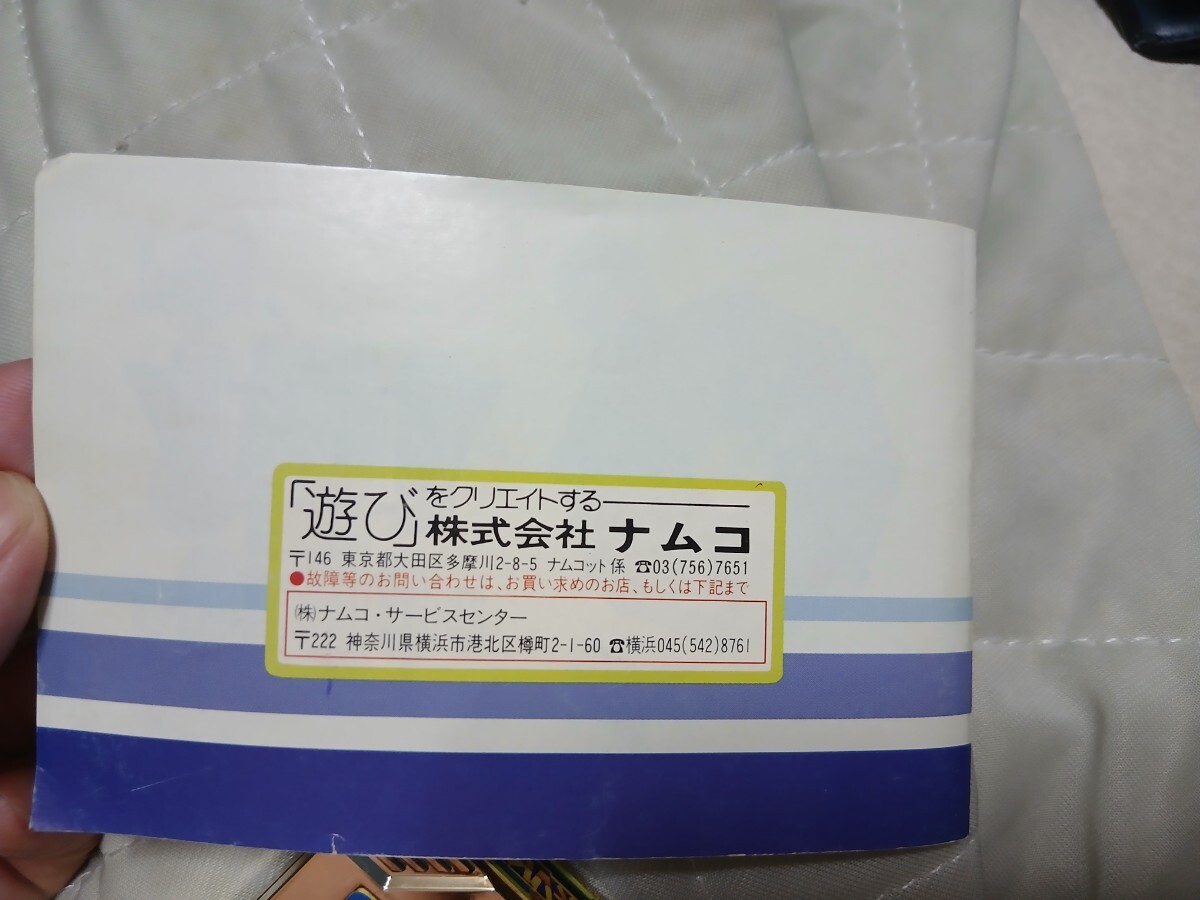 「遊び」をクリエイトする
株式会社 ナムコ
〒146 東京都大田区多摩川2-8-5 ナムコット係 ☎03(756)7651
●故障等のお問い合わせは、お買い求めのお店、もしくは下記まで
㈱ナムコ・サービスセンター
〒222 神奈川県横浜市港北区樽町2-1-60 ☎横浜045(542)8761